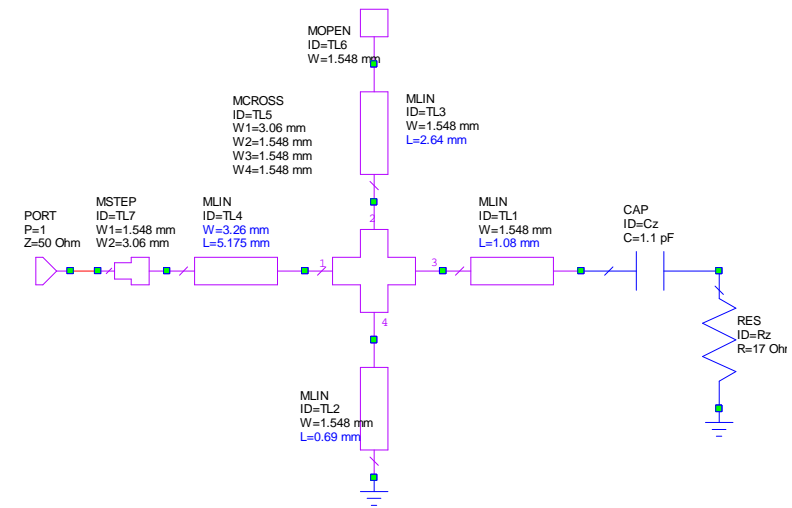 MOPEN
ID=TL6
W=1.548 mm
MCROSS
ID=TL5
W1=3.06 mm
W2=1.548 mm
W3=1.548 mm
W4=1.548 mm
MLIN
ID=TL3
W=1.548 mm
L=2.64 mm
PORT
P=1
Z=50 Ohm
MSTEP
ID=TL7
W1=1.548 mm
W2=3.06 mm
MLIN
ID=TL4
W=3.26 mm
L=5.175 mm
2
1
3
4
MLIN
ID=TL1
W=1.548 mm
L=1.08 mm
CAP
ID=Cz
C=1.1 pF
RES
ID=Rz
R=17 Ohm
MLIN
ID=TL2
W=1.548 mm
L=0.69 mm